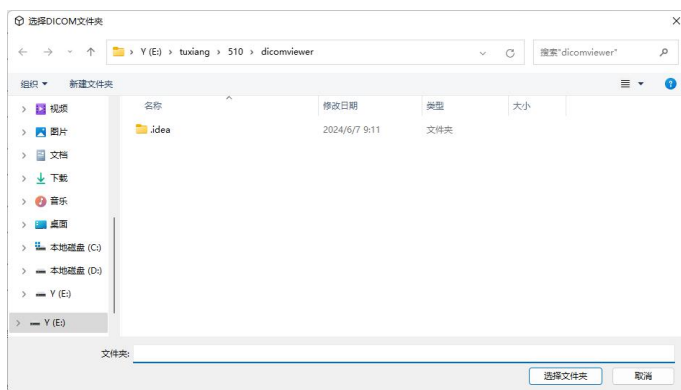 选择DICOM文件夹
Y (E:) › tuxiang › 510 › dicomviewer
搜索"dicomviewer"
组织 新建文件夹
名称 修改日期 类型 大小
.idea 2024/6/7 9:11 文件夹
视频
图片
文档
下载
音乐
桌面
本地磁盘 (C:)
本地磁盘 (D:)
Y (E:)
Y (E:)
文件夹:
选择文件夹 取消